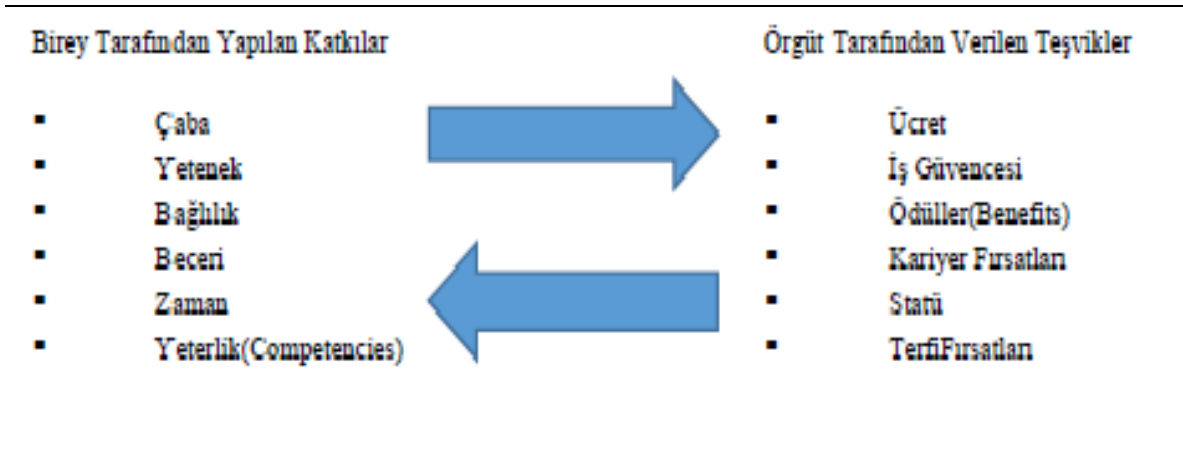 Birey Tarafından Yapılan Katkılar
▪ Çaba
▪ Yetenek
▪ Bağlılık
▪ Beceri
▪ Zaman
▪ Yeterlik(Competencies)
Örgüt Tarafından Verilen Teşvikler
▪ Ücret
▪ İş Güvencesi
▪ Ödüller(Benefits)
▪ Kariyer Fırsatları
▪ Statü
▪ TerfiFırsatları